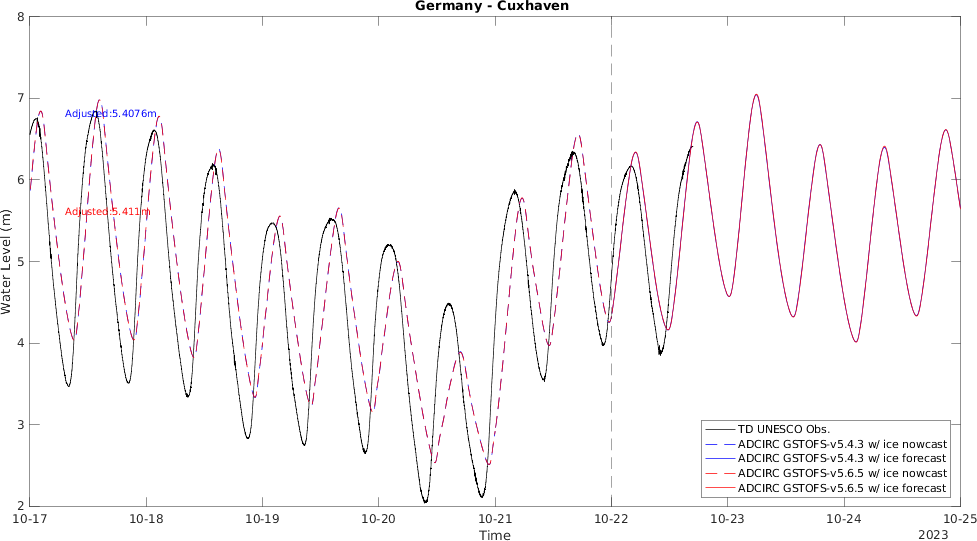 Germany - Cuxhaven
8
7
6
5
4
3
2
Water Level (m)
Adjusted:5.4076m
Adjusted:5.411m
TD UNESCO Obs.
ADCIRC GSTOFS-v5.4.3 w/ ice nowcast
ADCIRC GSTOFS-v5.4.3 w/ ice forecast
ADCIRC GSTOFS-v5.6.5 w/ ice nowcast
ADCIRC GSTOFS-v5.6.5 w/ ice forecast
10-17 10-18 10-19 10-20 10-21 10-22 10-23 10-24 10-25
Time
2023